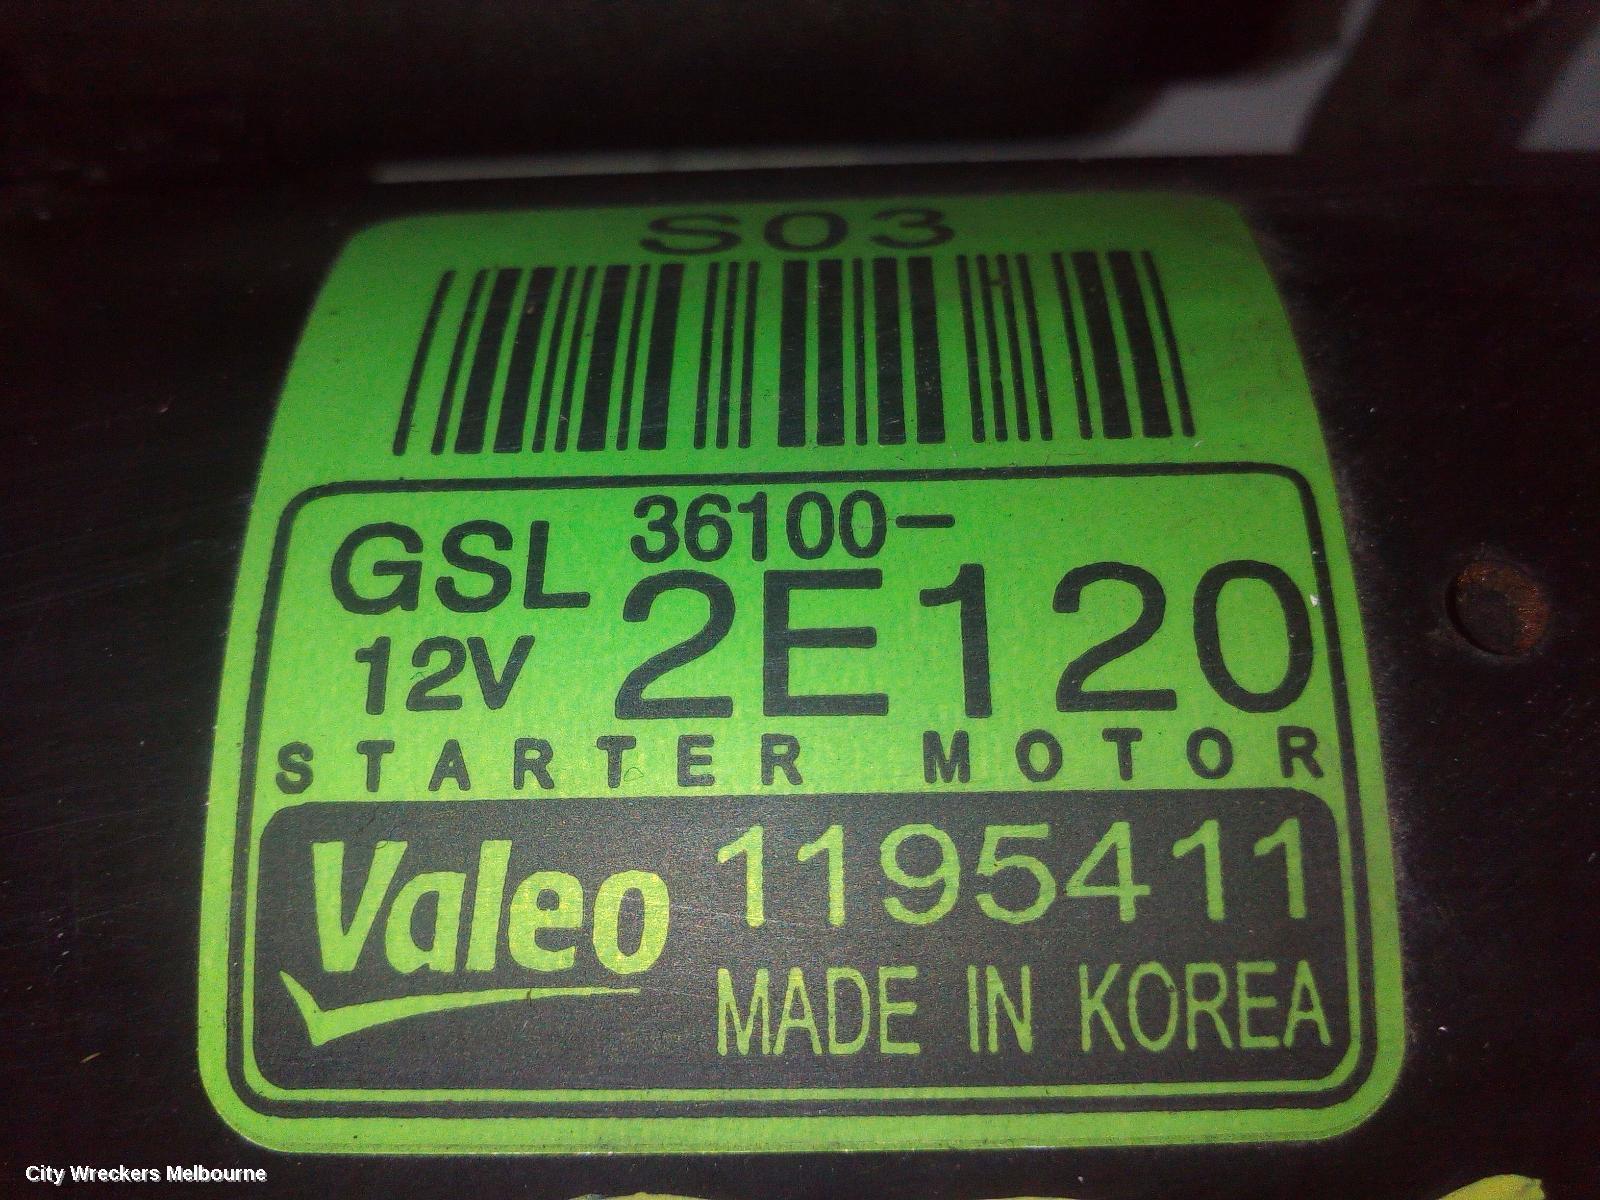 S03
GSL 36100-
12V 2E120
STARTER MOTOR
Valeo 1195411
MADE IN KOREA
City Wreckers Melbourne